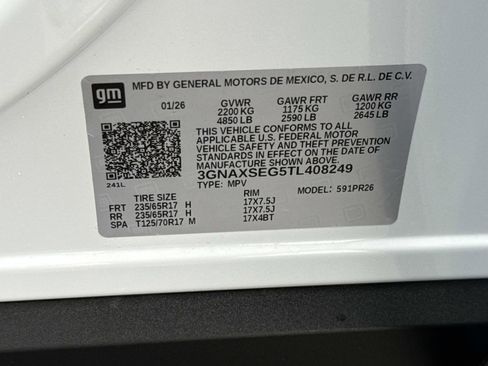 gm
MFD BY GENERAL MOTORS DE MEXICO, S. DE R.L. DE C.V.
01/26 GVWR GAWR FRT GAWR RR
2200 KG 1175 KG 1200 KG
4850 LB 2590 LB 2645 LB
THIS VEHICLE CONFORMS TO ALL
APPLICABLE U.S. FEDERAL MOTOR
VEHICLE SAFETY AND THEFT PREVENTION
STANDARDS IN EFFECT ON THE DATE OF
MANUFACTURE SHOWN ABOVE.
3GNAXSEG5TL408249
TYPE: MPV MODEL: 591PR26
241L
TIRE SIZE RIM
FRT 235/65R17 H 17X7.5J
RR 235/65R17 H 17X7.5J
SPA T125/70R17 M 17X4BT